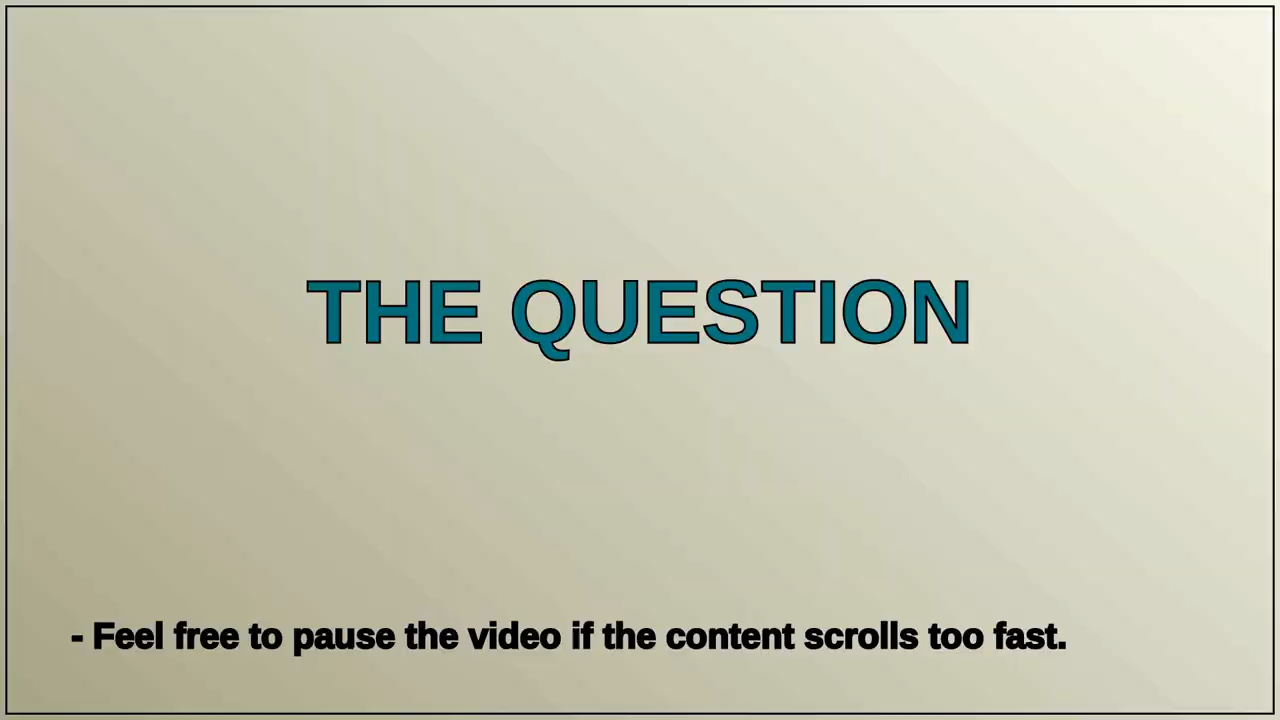 THE QUESTION
- Feel free to pause the video if the content scrolls too fast.